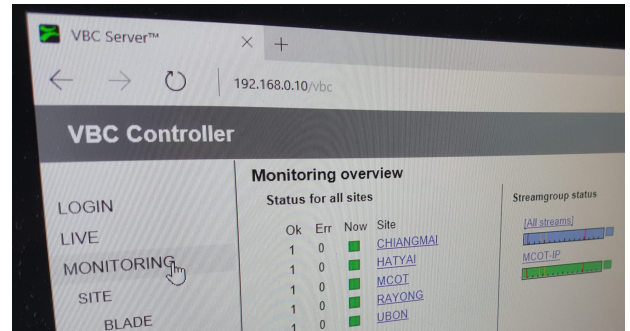 VBC Server™
192.168.0.10/vbc
VBC Controller
LOGIN
LIVE
MONITORING
SITE
BLADE
Monitoring overview
Status for all sites
Ok Err Now Site
1 0 CHIANGMAI
1 0 HATYAI
1 0 MCOT
1 0 RAYONG
1 0 UBON
Streamgroup status
[All streams]
MCOT-IP